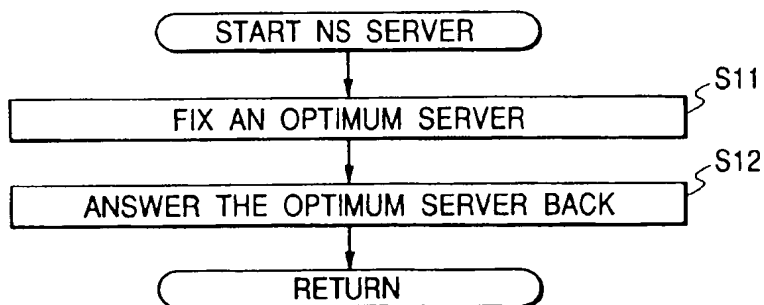 START NS SERVER
S11
FIX AN OPTIMUM SERVER
S12
ANSWER THE OPTIMUM SERVER BACK
RETURN